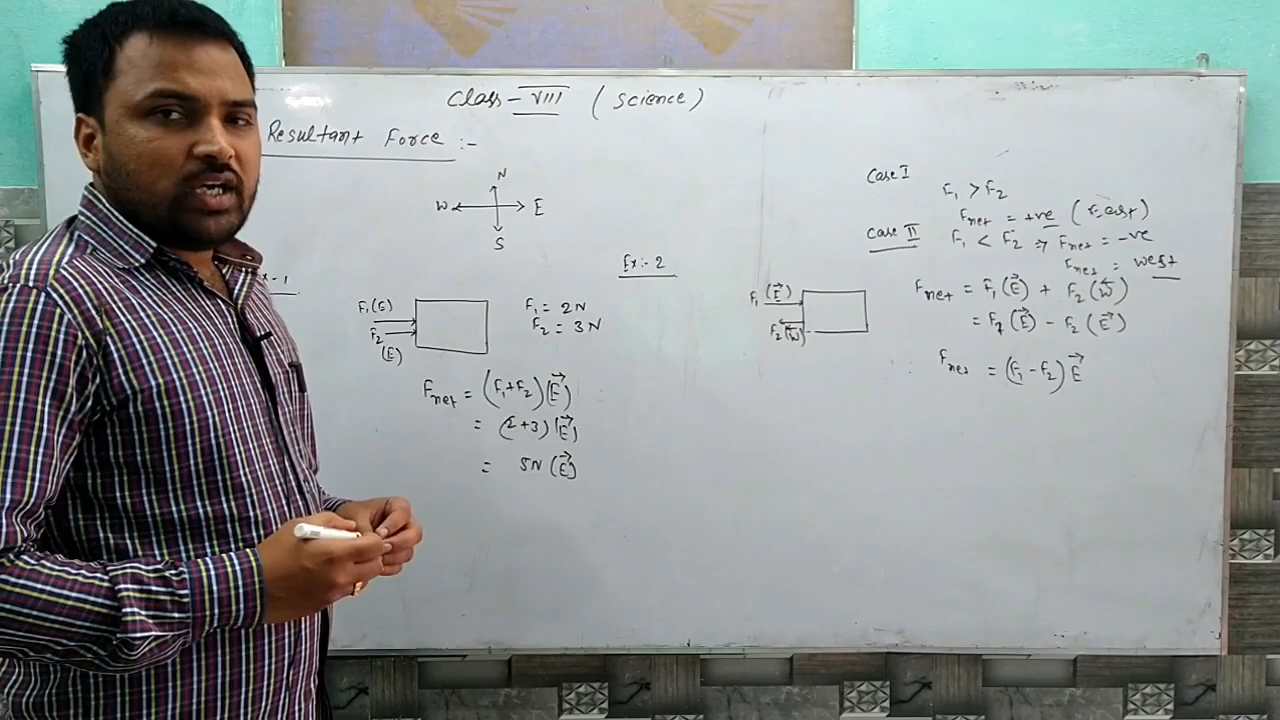 Class - VIII ( Science )
Resultant Force :-
N
W E
S
x - 1
F₁(E)
F₂
(E)
F₁ = 2N
F₂ = 3N
Fnet = (F₁+F₂)(E⃗)
= (2+3)(E⃗)
= 5N (E⃗)
Ex:- 2
F₁ (E⃗)
F₂(W⃖)
Case I
F₁ > F₂
Fnet = +ve (East)
Case II F₁ < F₂ ⇒ Fnet = -ve
Fnet = west
Fnet = F₁(E⃗) + F₂(W⃖)
= F₁(E⃗) - F₂(E⃗)
Fnet = (F₁-F₂)E⃗